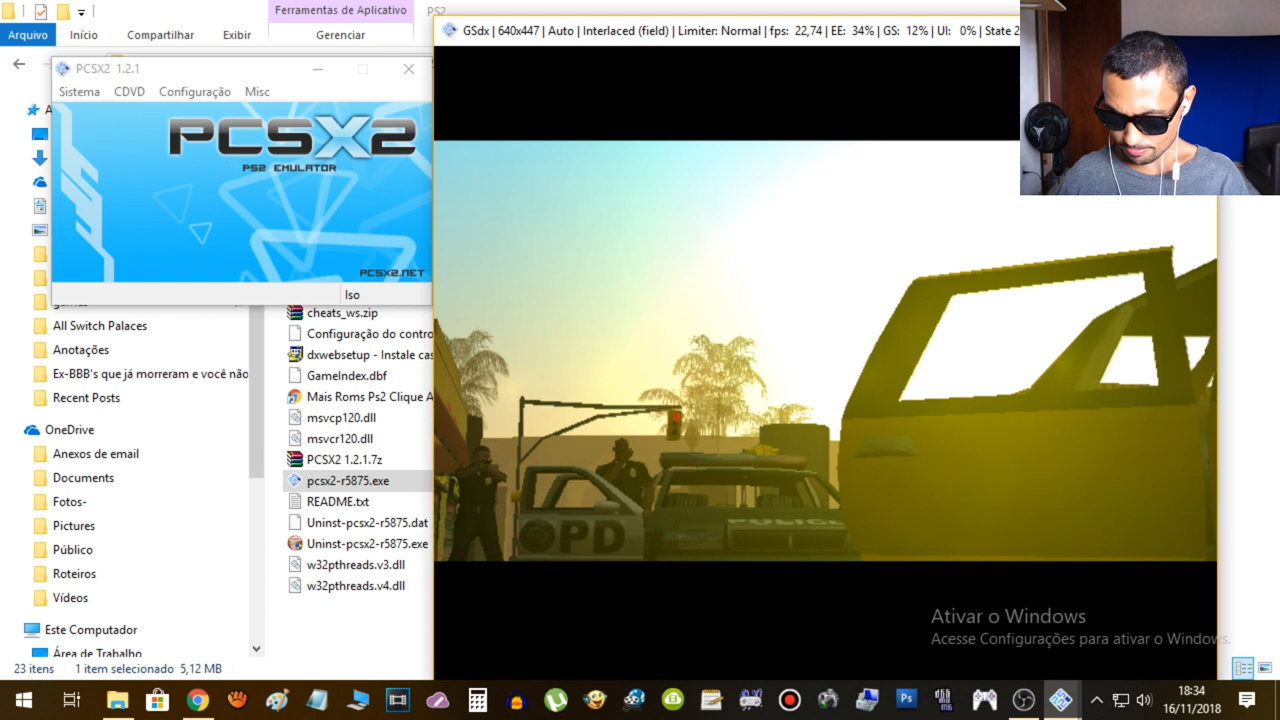 Ferramentas de Aplicativo
PS2
Arquivo
Início
Compartilhar
Exibir
Gerenciar
GSdx | 640x447 | Auto | Interlaced (field) | Limiter: Normal | fps: 22,74 | EE: 34% | GS: 12% | UI: 0% | State 2
PCSX2 1.2.1
Sistema
CDVD
Configuração
Misc
PCSX2
PS2 EMULATOR
PCSX2.NET
Iso
All Switch Palaces
Anotações
Ex-BBB's que já morreram e você não
Recent Posts
OneDrive
Anexos de email
Documents
Fotos-
Pictures
Público
Roteiros
Vídeos
Este Computador
Área de Trabalho
cheats_ws.zip
Configuração do contro
dxwebsetup - Instale cas
GameIndex.dbf
Mais Roms Ps2 Clique A
msvcp120.dll
msvcr120.dll
PCSX2 1.2.1.7z
pcsx2-r5875.exe
README.txt
Uninst-pcsx2-r5875.dat
Uninst-pcsx2-r5875.exe
w32pthreads.v3.dll
w32pthreads.v4.dll
PD
POLICE
Ativar o Windows
Acesse Configurações para ativar o Windows.
23 itens
1 item selecionado 5,12 MB
Ps
18:34
16/11/2018